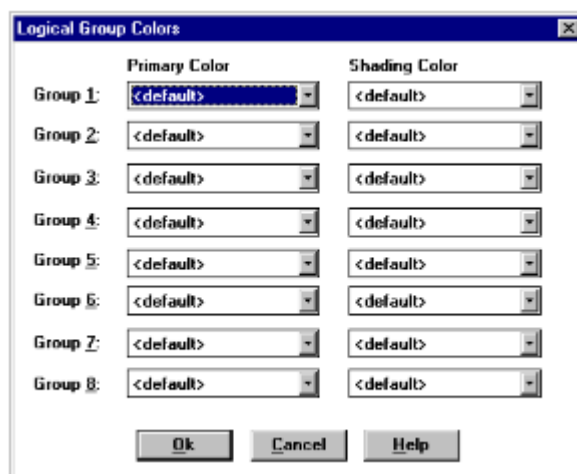 Logical Group Colors
Primary Color Shading Color
Group 1: <default> <default>
Group 2: <default> <default>
Group 3: <default> <default>
Group 4: <default> <default>
Group 5: <default> <default>
Group 6: <default> <default>
Group 7: <default> <default>
Group 8: <default> <default>
Ok Cancel Help